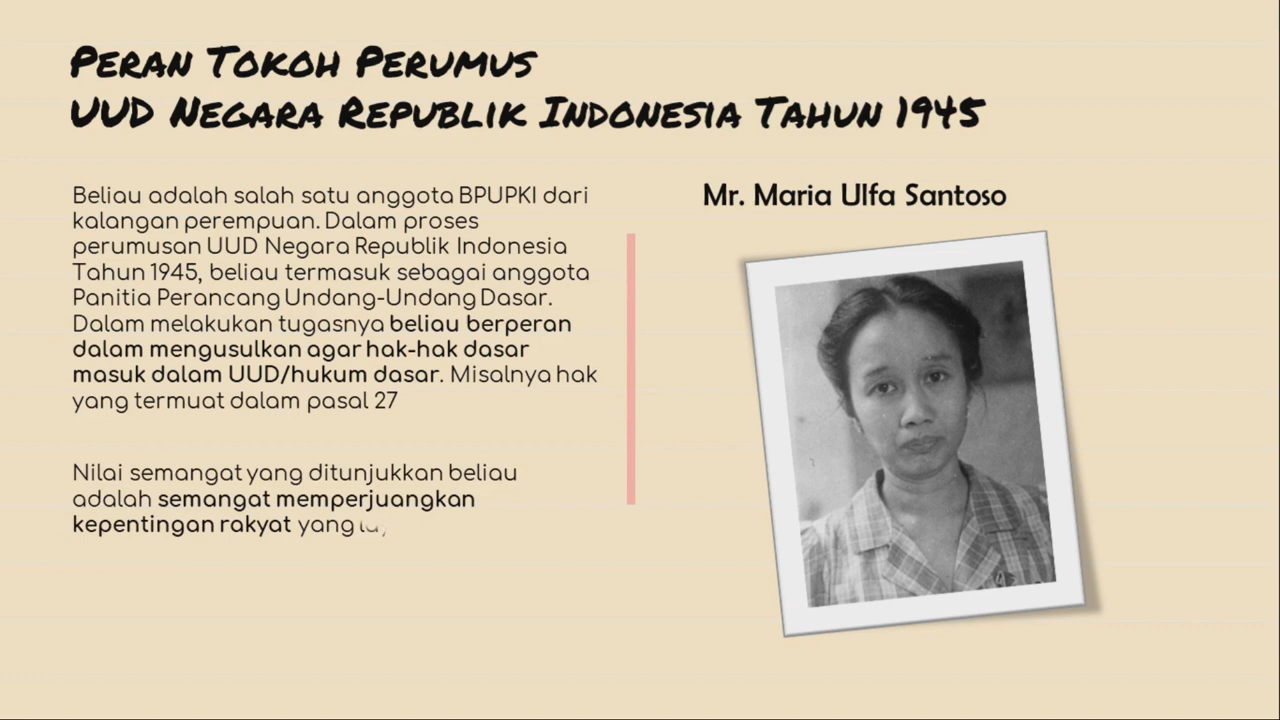 Peran Tokoh Perumus
UUD Negara Republik Indonesia Tahun 1945
Beliau adalah salah satu anggota BPUPKI dari
kalangan perempuan. Dalam proses
perumusan UUD Negara Republik Indonesia
Tahun 1945, beliau termasuk sebagai anggota
Panitia Perancang Undang-Undang Dasar.
Dalam melakukan tugasnya beliau berperan
dalam mengusulkan agar hak-hak dasar
masuk dalam UUD/hukum dasar. Misalnya hak
yang termuat dalam pasal 27
Nilai semangat yang ditunjukkan beliau
adalah semangat memperjuangkan
kepentingan rakyat yang
Mr. Maria Ulfa Santoso